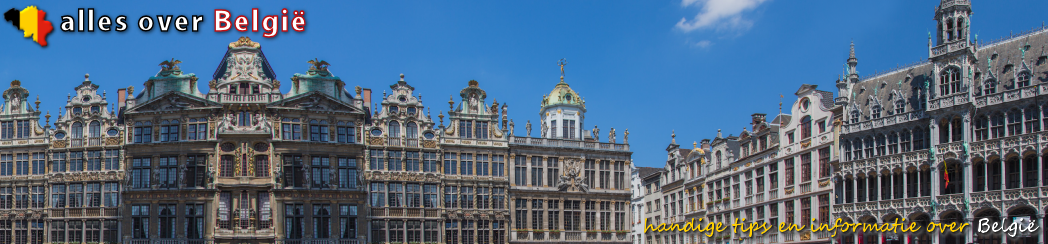 alles over België
handige tips en informatie over België